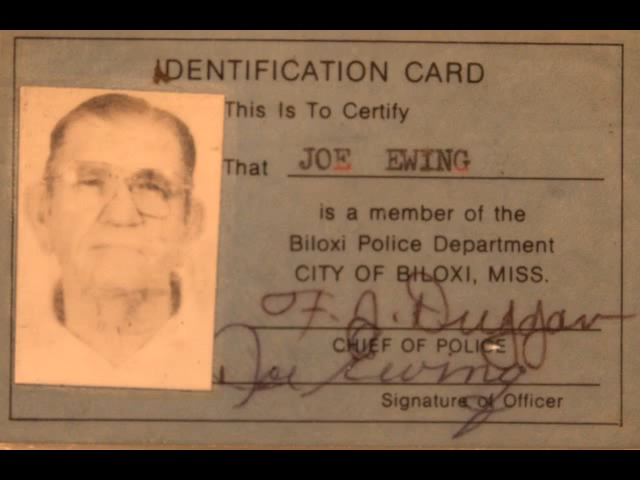 IDENTIFICATION CARD
This Is To Certify
That JOE EWING
is a member of the
Biloxi Police Department
CITY OF BILOXI, MISS.
F. J. Duggan
CHIEF OF POLICE
Joe Ewing
Signature of Officer